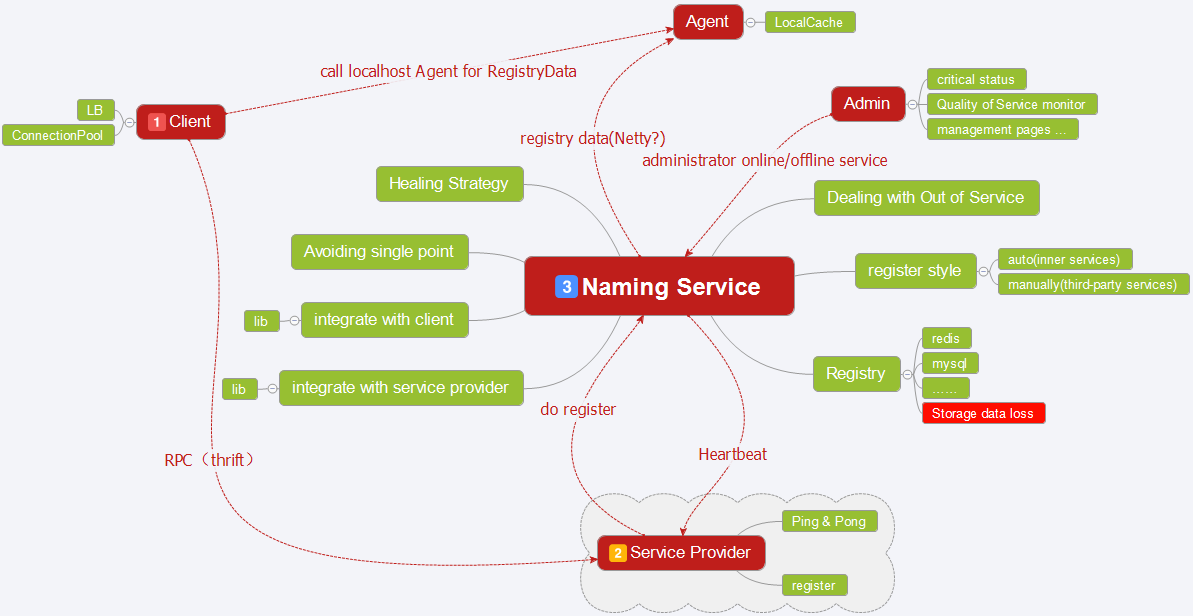 Agent
LocalCache
call localhost Agent for RegistryData
critical status
LB
Admin
Quality of Service monitor
1 Client
ConnectionPool
management pages ...
registry data(Netty?)
administrator online/offline service
Healing Strategy
Dealing with Out of Service
Avoiding single point
auto(inner services)
register style
manually(third-party services)
3 Naming Service
lib
integrate with client
redis
mysql
Registry
......
Storage data loss
lib
integrate with service provider
do register
Heartbeat
RPC（thrift）
Ping & Pong
2 Service Provider
register